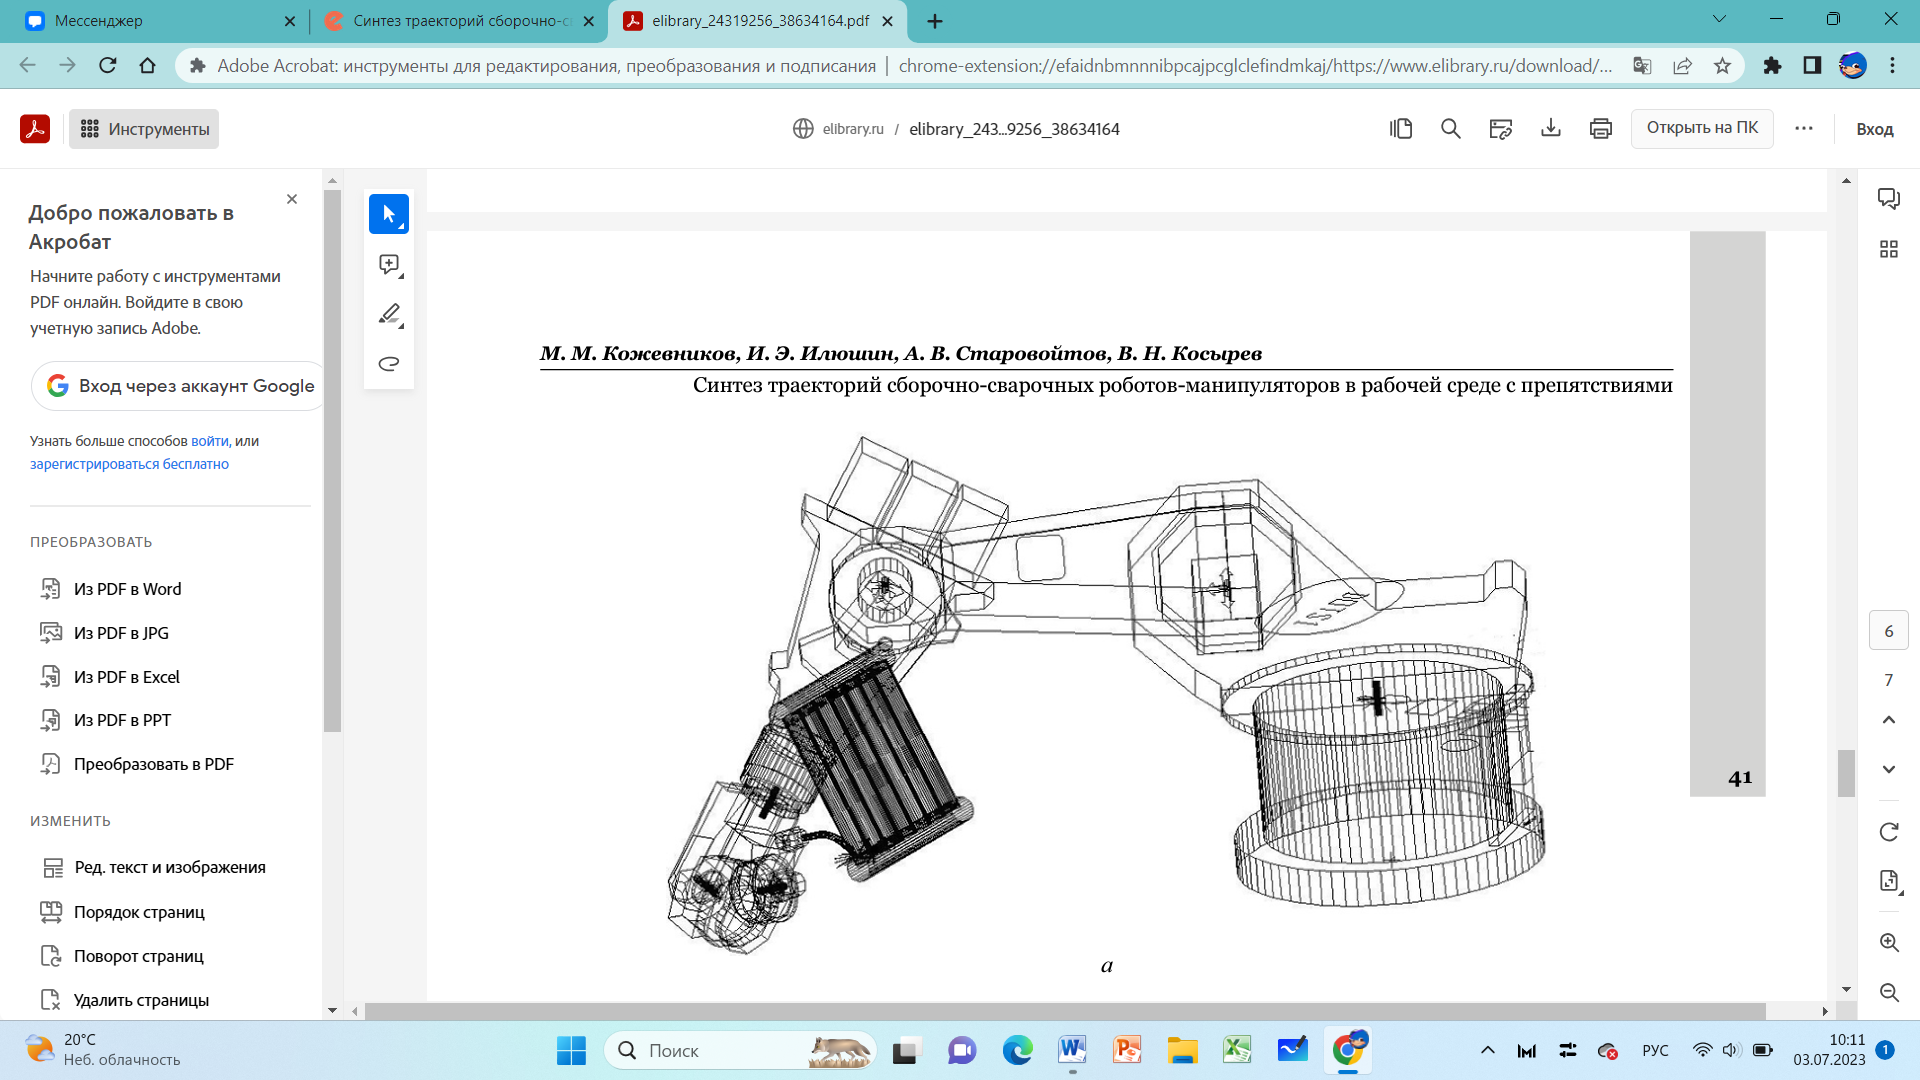 Мессенджер
Синтез траекторий сборочно-с
elibrary_24319256_38634164.pdf
Adobe Acrobat: инструменты для редактирования, преобразования и подписания
chrome-extension://efaidnbmnnnibpcajpcglclefindmkaj/https://www.elibrary.ru/download/...
Инструменты
elibrary.ru / elibrary_243...9256_38634164
Открыть на ПК
Вход
Добро пожаловать в
Акробат
Начните работу с инструментами
PDF онлайн. Войдите в свою
учетную запись Adobe.
Вход через аккаунт Google
Узнать больше способов войти, или
зарегистрироваться бесплатно
ПРЕОБРАЗОВАТЬ
Из PDF в Word
Из PDF в JPG
Из PDF в Excel
Из PDF в PPT
Преобразовать в PDF
ИЗМЕНИТЬ
Ред. текст и изображения
Порядок страниц
Поворот страниц
Удалить страницы
М. М. Кожевников, И. Э. Илюшин, А. В. Старовойтов, В. Н. Косырев
Синтез траекторий сборочно-сварочных роботов-манипуляторов в рабочей среде с препятствиями
41
а
6
7
20°C
Неб. облачность
Поиск
РУС
10:11
03.07.2023
1